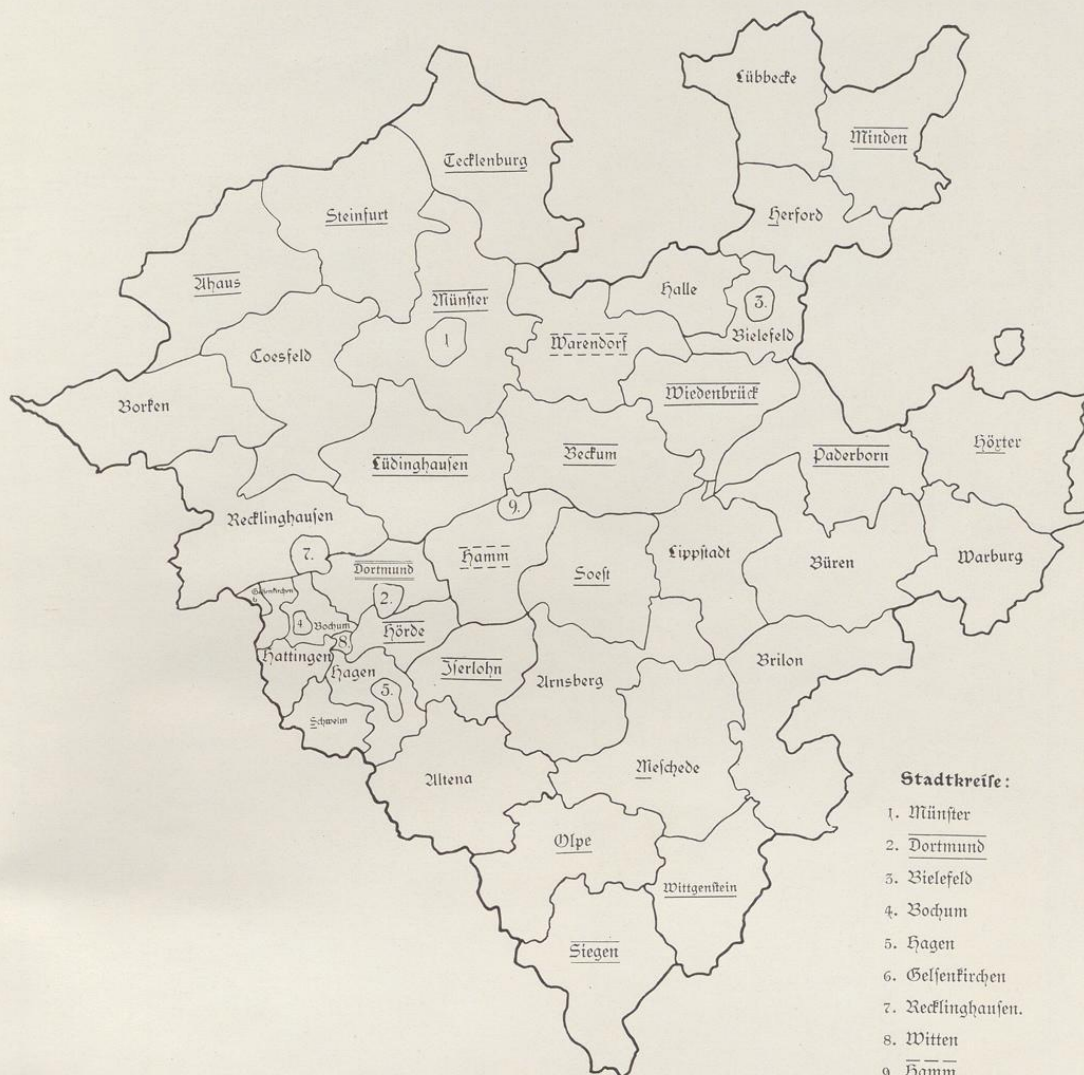 Lübbecke
Minden
Tecklenburg
Steinfurt
Herford
Ahaus
Münster
Halle
3.
Bielefeld
1
Warendorf
Coesfeld
Borken
Wiedenbrück
Lüdinghausen
Beckum
Paderborn
Höxter
Recklinghausen
9.
7.
Dortmund
Hamm
Soest
Lippstadt
Büren
Warburg
Gelsenkirchen
6.
2.
4.
Bochum
8.
Hörde
Hattingen
Hagen
5.
Iserlohn
Arnsberg
Brilon
Schwelm
Altena
Meschede
Olpe
Wittgenstein
Siegen
Stadtkreiſe:
1. Münſter
2. Dortmund
3. Bielefeld
4. Bochum
5. Hagen
6. Gelſenkirchen
7. Recklinghauſen.
8. Witten
9. Hamm